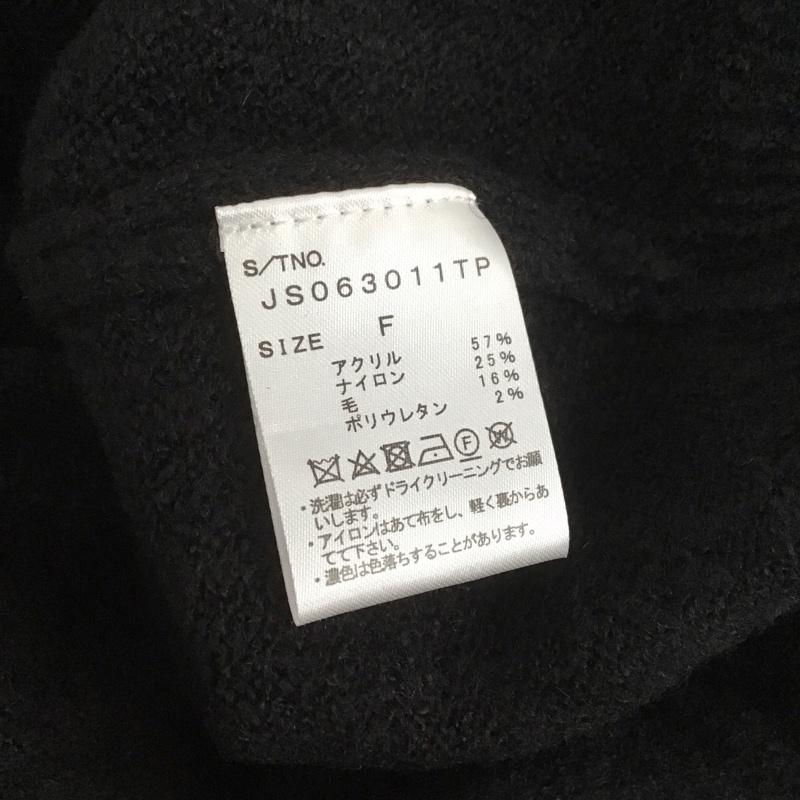 S/TNO.
JS063011TP
SIZE F
アクリル 57%
ナイロン 25%
毛 16%
ポリウレタン 2%
F W
・洗濯は必ずドライクリーニングでお願
いします。
・アイロンはあて布をし、軽く裏からあ
てて下さい。
・濃色は色落ちすることがあります。